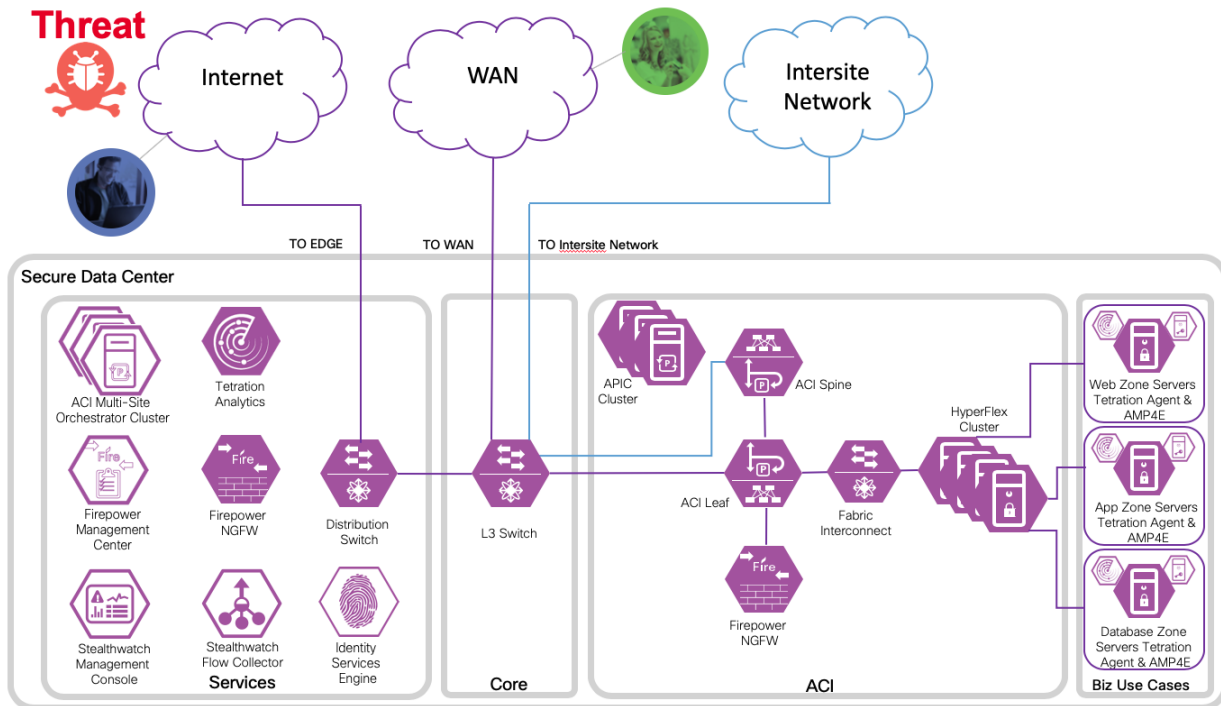 Threat
Internet
WAN
Intersite
Network
TO EDGE
TO WAN
TO Intersite Network
Secure Data Center
ACI Multi-Site
Orchestrator Cluster
Tetration
Analytics
Fire
Firepower
Management
Center
Fire
Firepower
NGFW
Distribution
Switch
Stealthwatch
Management
Console
Stealthwatch
Flow Collector
Identity
Services
Engine
Services
L3 Switch
Core
APIC
Cluster
P
P
ACI Spine
P
P
ACI Leaf
Fabric
Interconnect
HyperFlex
Cluster
Fire
Firepower
NGFW
ACI
Web Zone Servers
Tetration Agent &
AMP4E
App Zone Servers
Tetration Agent &
AMP4E
Database Zone
Servers Tetration
Agent & AMP4E
Biz Use Cases